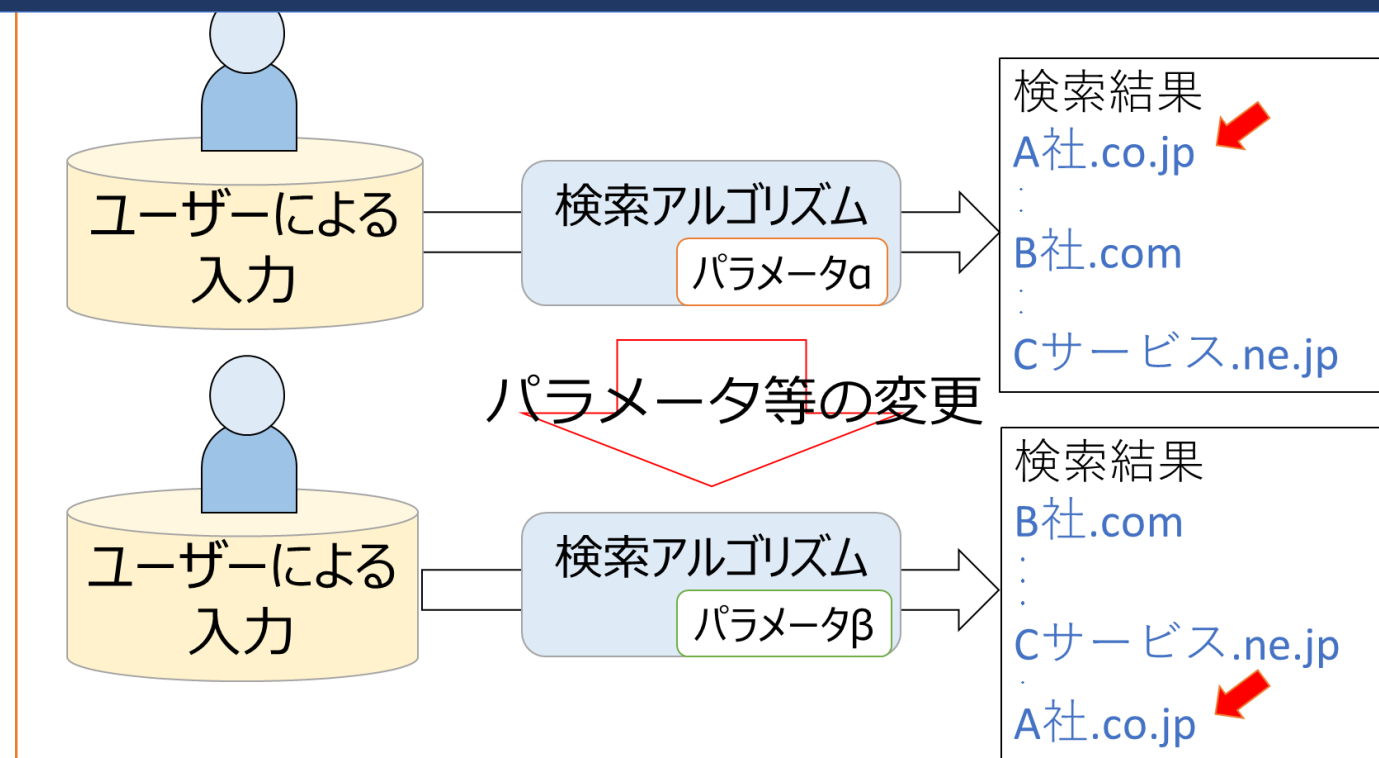 ユーザーによる
入力
検索アルゴリズム
パラメータα
検索結果
A社.co.jp
B社.com
Cサービス.ne.jp
パラメータ等の変更
ユーザーによる
入力
検索アルゴリズム
パラメータβ
検索結果
B社.com
Cサービス.ne.jp
A社.co.jp